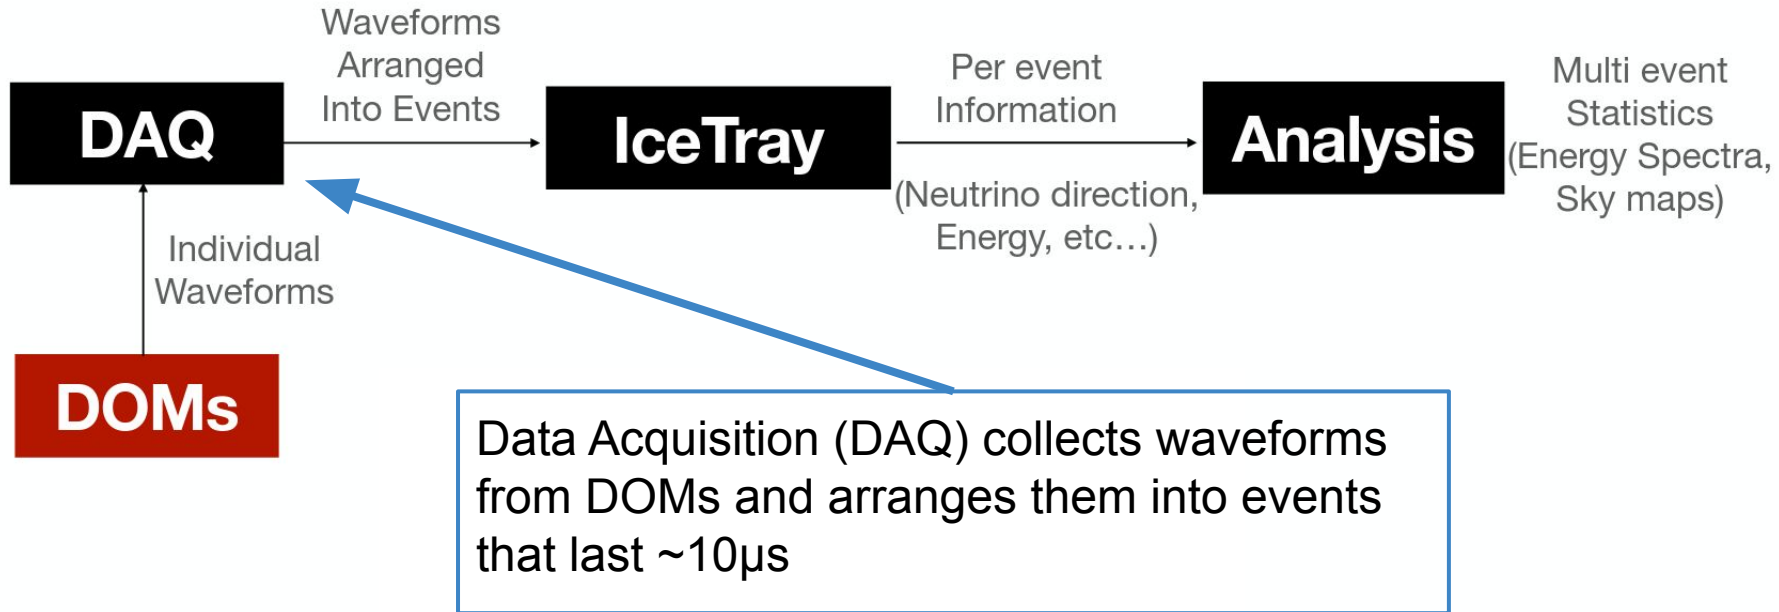 Waveforms
Arranged
Into Events
DAQ
IceTray
Per event
Information
(Neutrino direction,
Energy, etc...)
Analysis
Multi event
Statistics
(Energy Spectra,
Sky maps)
Individual
Waveforms
DOMs
Data Acquisition (DAQ) collects waveforms
from DOMs and arranges them into events
that last ~10µs